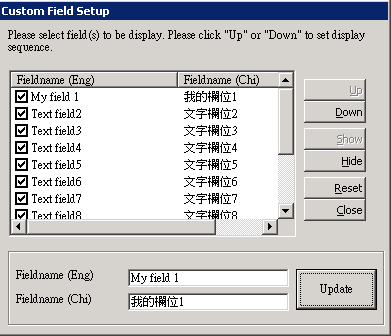 Custom Field Setup
Please select field(s) to be display. Please click "Up" or "Down" to set display
sequence.
Fieldname (Eng) Fieldname (Chi)
My field 1 我的欄位1
Text field2 文字欄位2
Text field3 文字欄位3
Text field4 文字欄位4
Text field5 文字欄位5
Text field6 文字欄位6
Text field7 文字欄位7
Text field8 文字欄位8
Up
Down
Show
Hide
Reset
Close
Fieldname (Eng) My field 1
Fieldname (Chi) 我的欄位1
Update